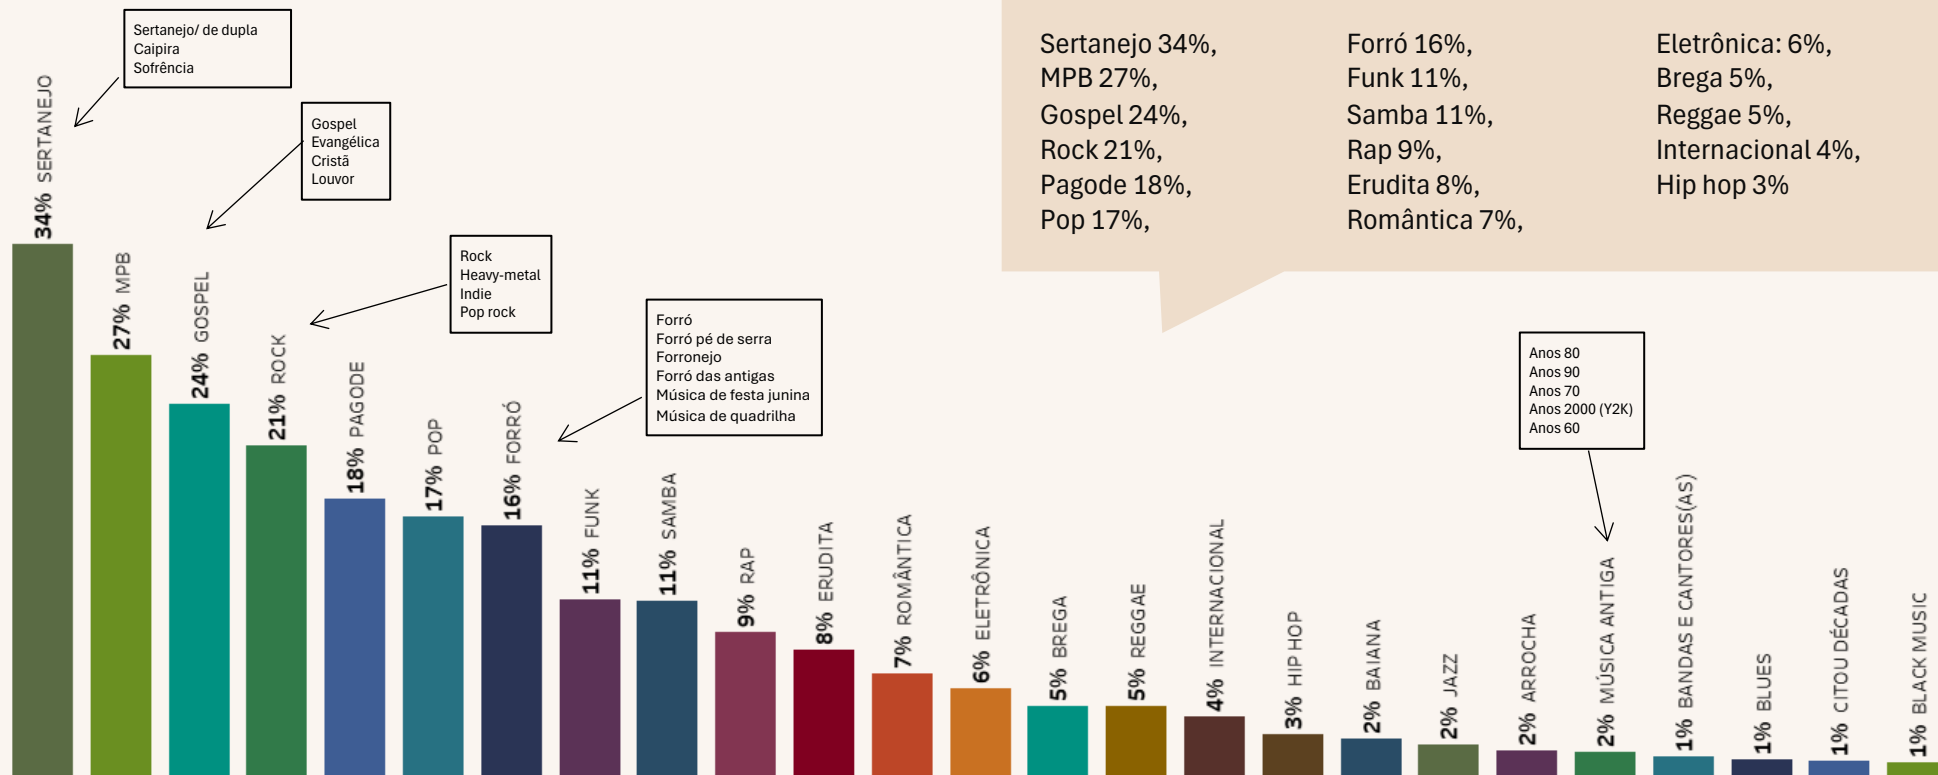 Sertanejo/ de dupla
Caipira
Sofrência
Gospel
Evangélica
Cristã
Louvor
Rock
Heavy-metal
Indie
Pop rock
Forró
Forró pé de serra
Forronejo
Forró das antigas
Música de festa junina
Música de quadrilha
Sertanejo 34%,
MPB 27%,
Gospel 24%,
Rock 21%,
Pagode 18%,
Pop 17%,
Forró 16%,
Funk 11%,
Samba 11%,
Rap 9%,
Erudita 8%,
Romântica 7%,
Eletrônica: 6%,
Brega 5%,
Reggae 5%,
Internacional 4%,
Hip hop 3%
Anos 80
Anos 90
Anos 70
Anos 2000 (Y2K)
Anos 60
34% SERTANEJO
27% MPB
24% GOSPEL
21% ROCK
18% PAGODE
17% POP
16% FORRÓ
11% FUNK
11% SAMBA
9% RAP
8% ERUDITA
7% ROMÂNTICA
6% ELETRÔNICA
5% BREGA
5% REGGAE
4% INTERNACIONAL
3% HIP HOP
2% BAIANA
2% JAZZ
2% ARROCHA
2% MÚSICA ANTIGA
1% BANDAS E CANTORES(AS)
1% BLUES
1% CITOU DÉCADAS
1% BLACK MUSIC